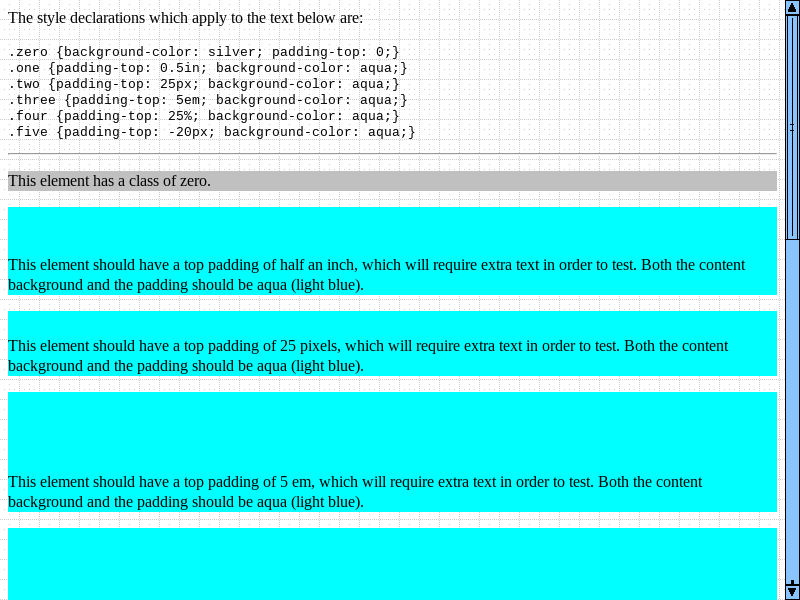 The style declarations which apply to the text below are:
.zero {background-color: silver; padding-top: 0;}
.one {padding-top: 0.5in; background-color: aqua;}
.two {padding-top: 25px; background-color: aqua;}
.three {padding-top: 5em; background-color: aqua;}
.four {padding-top: 25%; background-color: aqua;}
.five {padding-top: -20px; background-color: aqua;}
This element has a class of zero.
This element should have a top padding of half an inch, which will require extra text in order to test. Both the content
background and the padding should be aqua (light blue).
This element should have a top padding of 25 pixels, which will require extra text in order to test. Both the content
background and the padding should be aqua (light blue).
This element should have a top padding of 5 em, which will require extra text in order to test. Both the content
background and the padding should be aqua (light blue).